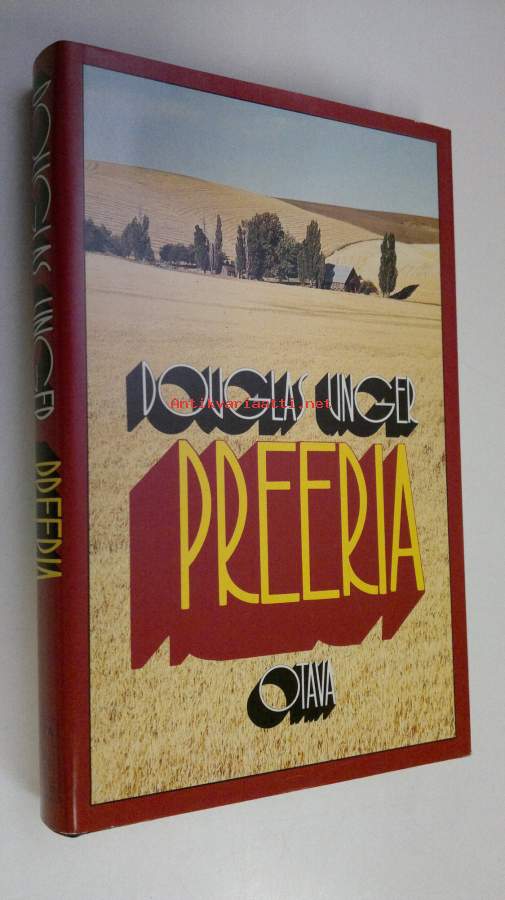 DOUGLAS UNGER
PREERIA
DOUGLAS UNGER
Antikvariaatti.net
PREERIA
OTAVA